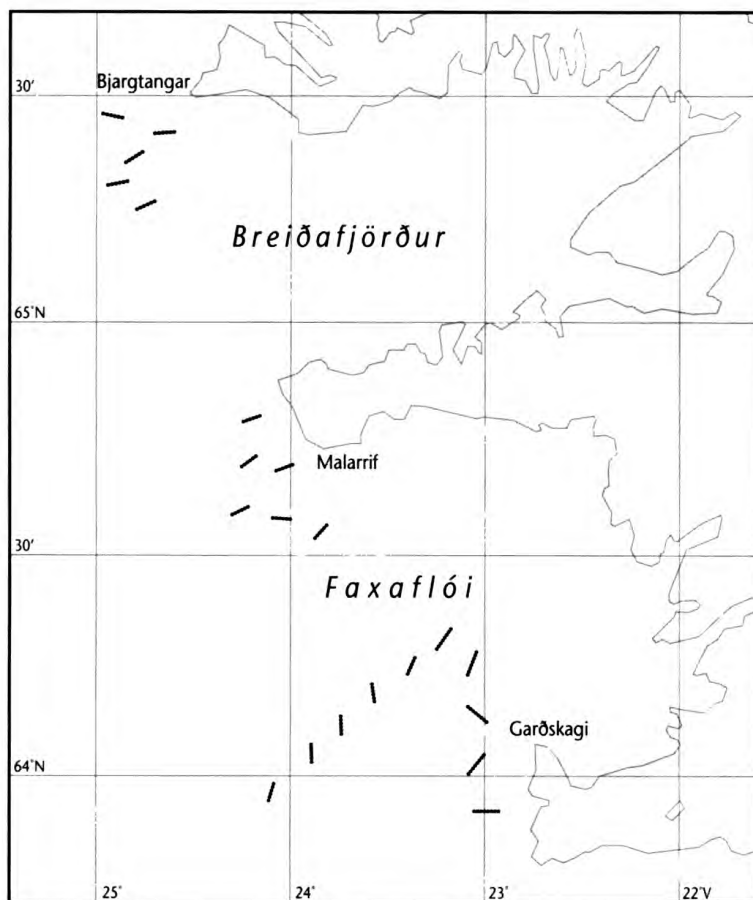 Bjargtangar
30′
Breiðafjörður
65°N
Malarrif
30′
Faxaflói
Garðskagi
64°N
25° 24° 23° 22°V